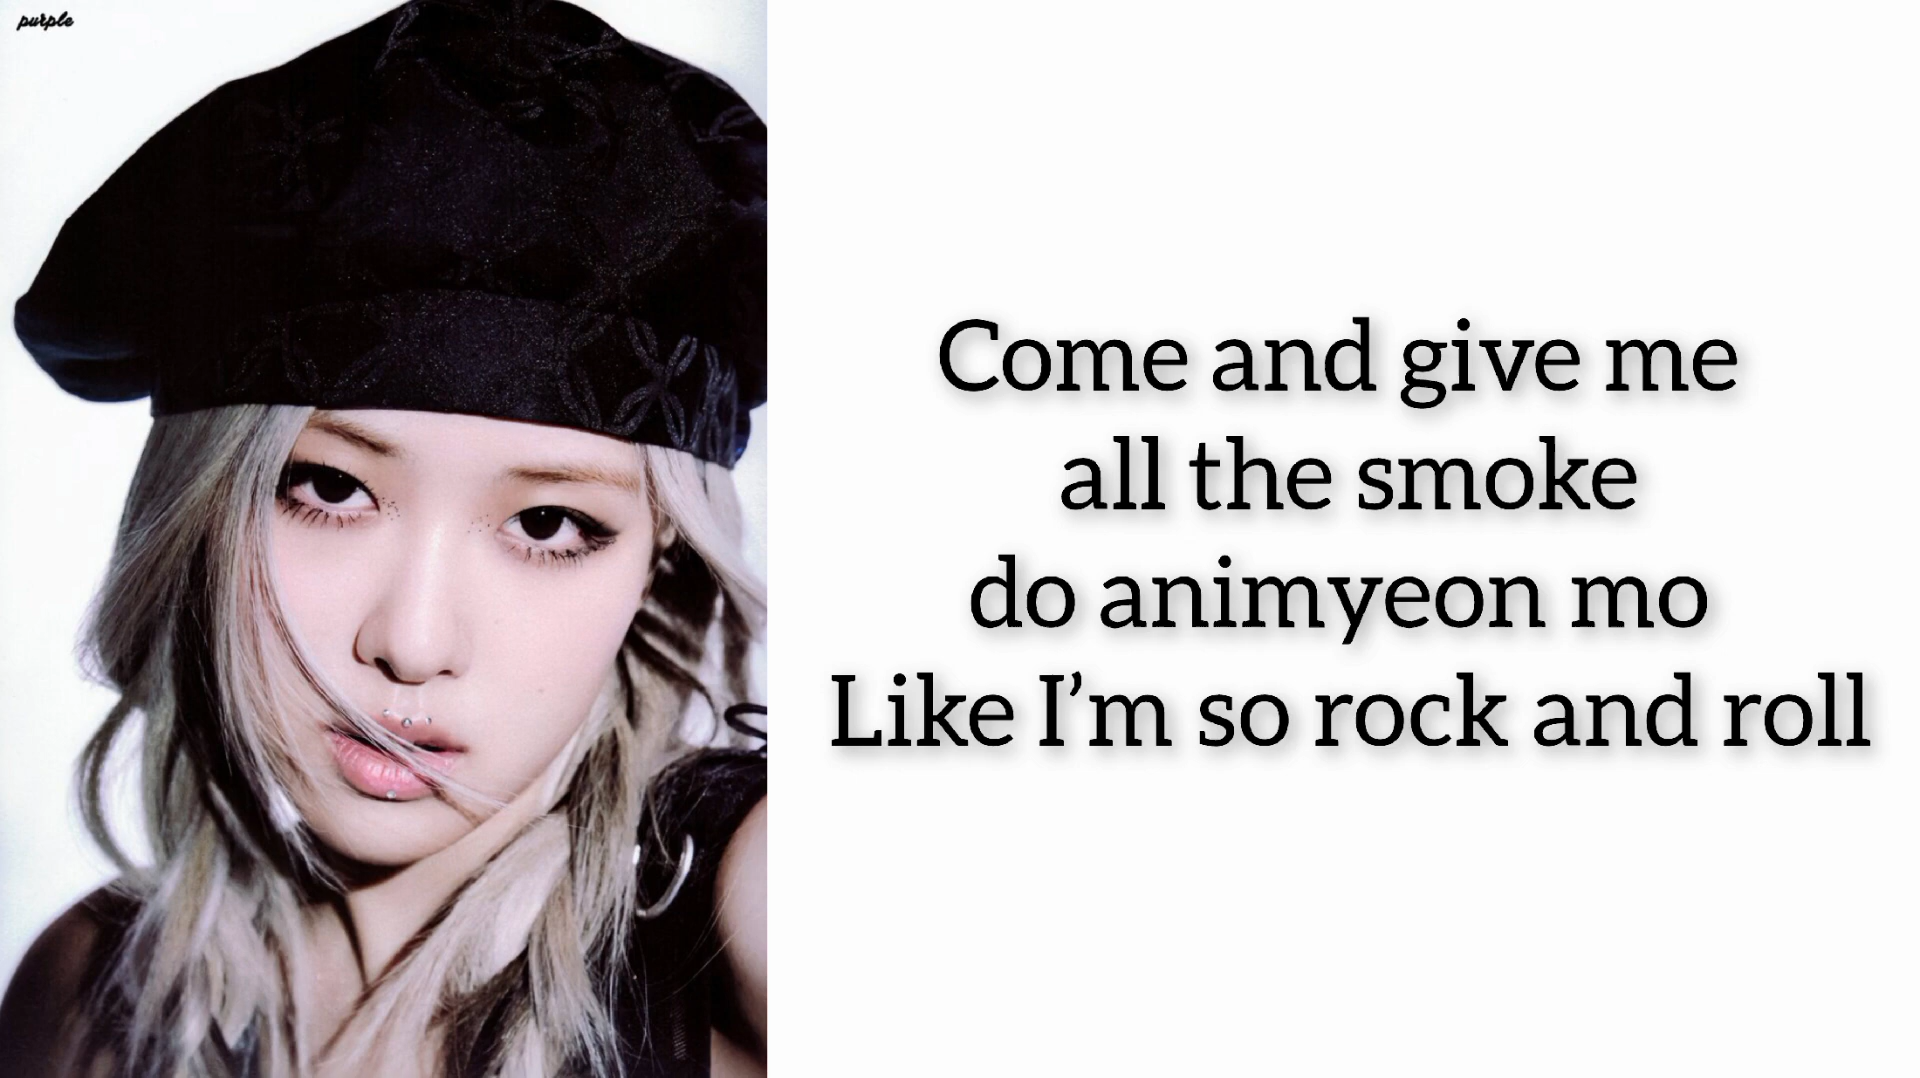 purple
Come and give me
all the smoke
do animyeon mo
Like I’m so rock and roll